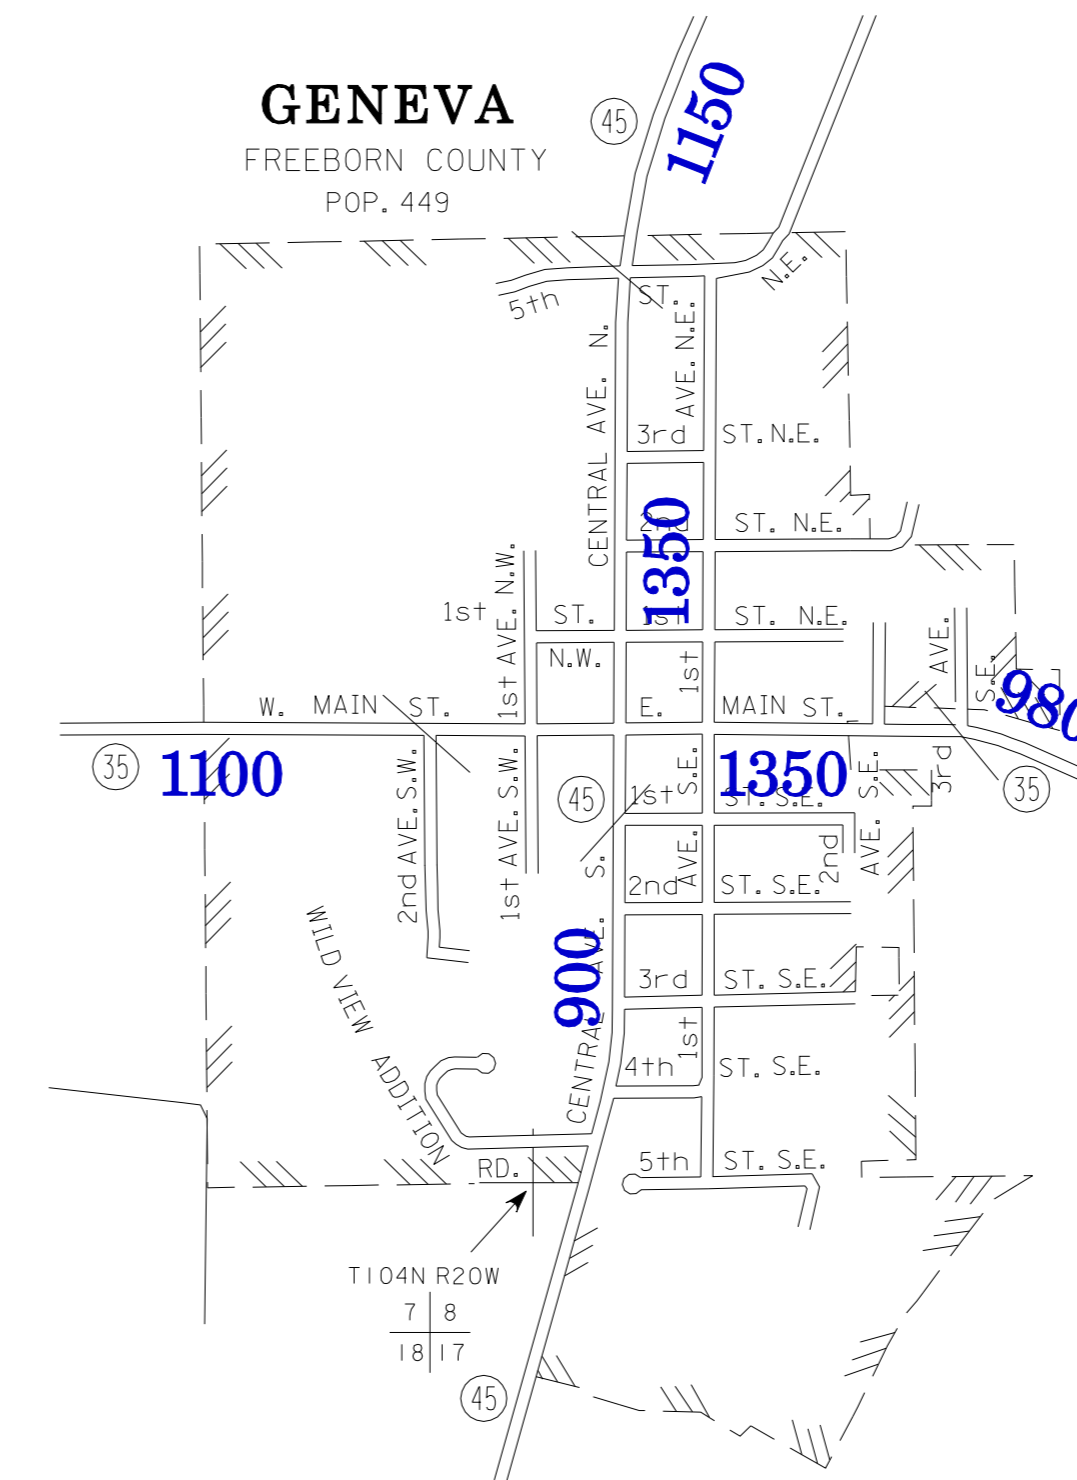 GENEVA
FREEBORN COUNTY
POP. 449
45
1150
5th
ST.
N.E.
CENTRAL AVE. N.
AVE. N.E.
3rd
ST. N.E.
2nd
ST. N.E.
1350
1st AVE. N.W.
1st
ST.
N.W.
1st
ST. N.E.
1st
AVE.
S.E.
980
W. MAIN ST.
E. MAIN ST.
35
1100
45
1st
ST. S.E.
1350
S.E.
3rd
35
2nd AVE. S.W.
1st AVE. S.W.
S.E.
AVE.
2nd
AVE.
2nd
ST. S.E.
WILD VIEW ADDITION
900
CENTRAL AVE. S.
3rd
ST. S.E.
1st
4th
ST. S.E.
RD.
5th
ST. S.E.
T104N R20W
7 8
18 17
45